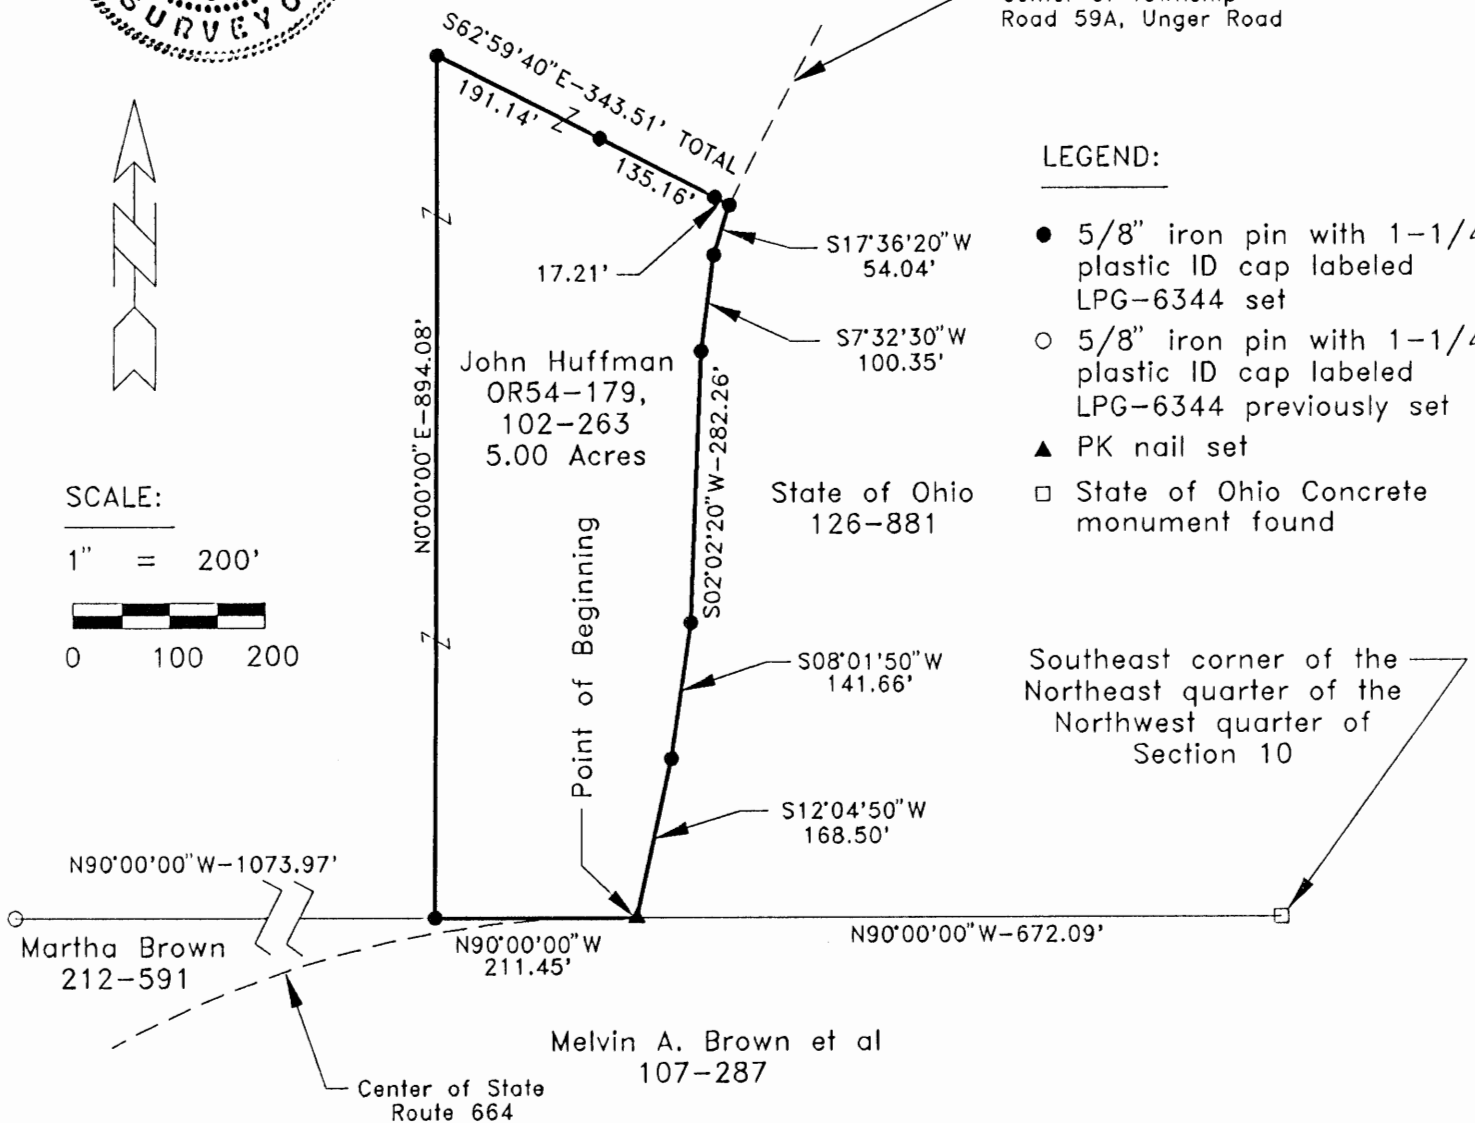 SURVEYO
Road 59A, Unger Road
S62°59'40"E-343.51' TOTAL
191.14'
135.16'
17.21'
S17°36'20"W
54.04'
S7°32'30"W
100.35'
N0°00'00"E-894.08'
John Huffman
OR54-179,
102-263
5.00 Acres
S02°02'20"W-282.26'
State of Ohio
126-881
LEGEND:
● 5/8" iron pin with 1-1/4
plastic ID cap labeled
LPG-6344 set
○ 5/8" iron pin with 1-1/4
plastic ID cap labeled
LPG-6344 previously set
▲ PK nail set
□ State of Ohio Concrete
monument found
N
SCALE:
1" = 200'
0 100 200
Point of Beginning
S08°01'50"W
141.66'
S12°04'50"W
168.50'
Southeast corner of the
Northeast quarter of the
Northwest quarter of
Section 10
N90°00'00"W-1073.97'
Martha Brown
212-591
N90°00'00"W
211.45'
N90°00'00"W-672.09'
Melvin A. Brown et al
107-287
Center of State
Route 664